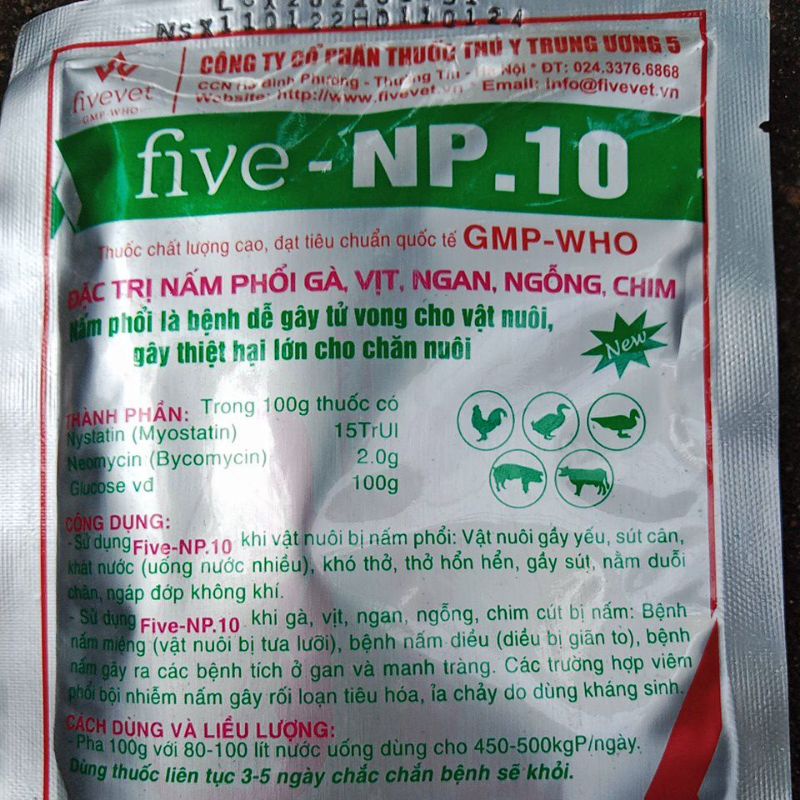 NSX110122HD110124
CÔNG TY CỔ PHẦN THUỐC THÚ Y TRUNG ƯƠNG 5
CCN Hà Bình Phương - Thường Tín - Hà Nội * ĐT: 024.3376.6868
Website: http://www.fivevet.vn * Email: info@fivevet.vn
fivevet
GMP-WHO
five - NP.10
Thuốc chất lượng cao, đạt tiêu chuẩn quốc tế GMP-WHO
ĐẶC TRỊ NẤM PHỔI GÀ, VỊT, NGAN, NGỖNG, CHIM
Nấm phổi là bệnh dễ gây tử vong cho vật nuôi,
gây thiệt hại lớn cho chăn nuôi
New
THÀNH PHẦN: Trong 100g thuốc có
Nystatin (Myostatin) 15TrUI
Neomycin (Bycomycin) 2.0g
Glucose vđ 100g
CÔNG DỤNG:
- Sử dụng Five-NP.10 khi vật nuôi bị nấm phổi: Vật nuôi gầy yếu, sút cân,
khát nước (uống nước nhiều), khó thở, thở hổn hển, gầy sút, nằm duỗi
chân, ngáp đớp không khí.
- Sử dụng Five-NP.10 khi gà, vịt, ngan, ngỗng, chim cút bị nấm: Bệnh
nấm miệng (vật nuôi bị tưa lưỡi), bệnh nấm diều (diều bị giãn to), bệnh
nấm gây ra các bệnh tích ở gan và manh tràng. Các trường hợp viêm
phổi bội nhiễm nấm gây rối loạn tiêu hóa, ỉa chảy do dùng kháng sinh.
CÁCH DÙNG VÀ LIỀU LƯỢNG:
- Pha 100g với 80-100 lít nước uống dùng cho 450-500kgP/ngày.
Dùng thuốc liên tục 3-5 ngày chắc chắn bệnh sẽ khỏi.